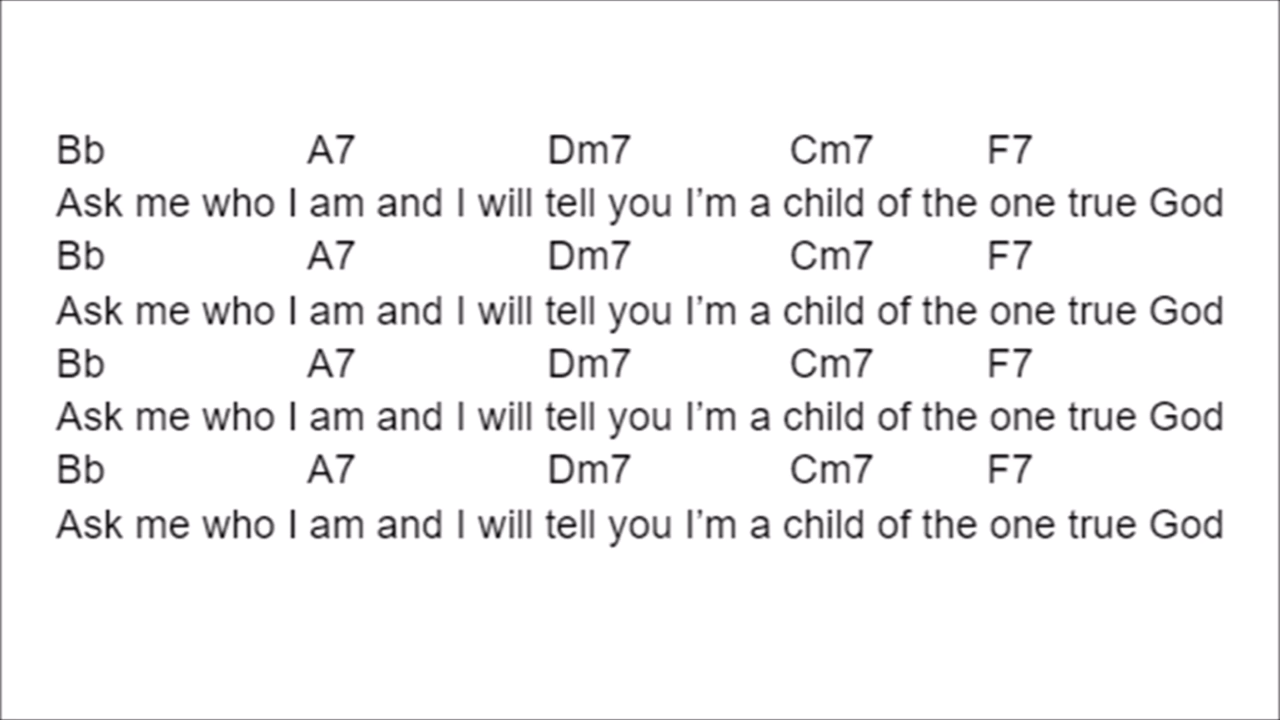 Bb A7 Dm7 Cm7 F7
Ask me who I am and I will tell you I’m a child of the one true God
Bb A7 Dm7 Cm7 F7
Ask me who I am and I will tell you I’m a child of the one true God
Bb A7 Dm7 Cm7 F7
Ask me who I am and I will tell you I’m a child of the one true God
Bb A7 Dm7 Cm7 F7
Ask me who I am and I will tell you I’m a child of the one true God